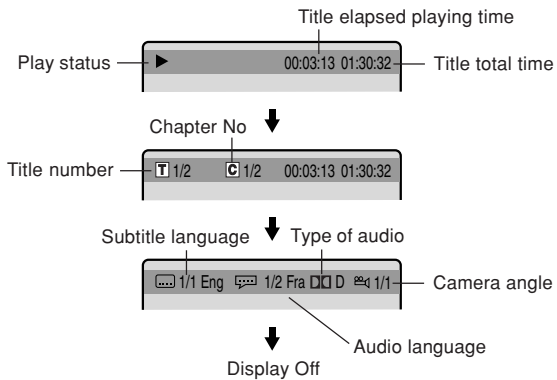 Title elapsed playing time
Play status
00:03:13 01:30:32
Title total time
Chapter No
Title number
T 1/2 C 1/2 00:03:13 01:30:32
Subtitle language
Type of audio
1/1 Eng 1/2 Fra D 1/1
Camera angle
Audio language
Display Off